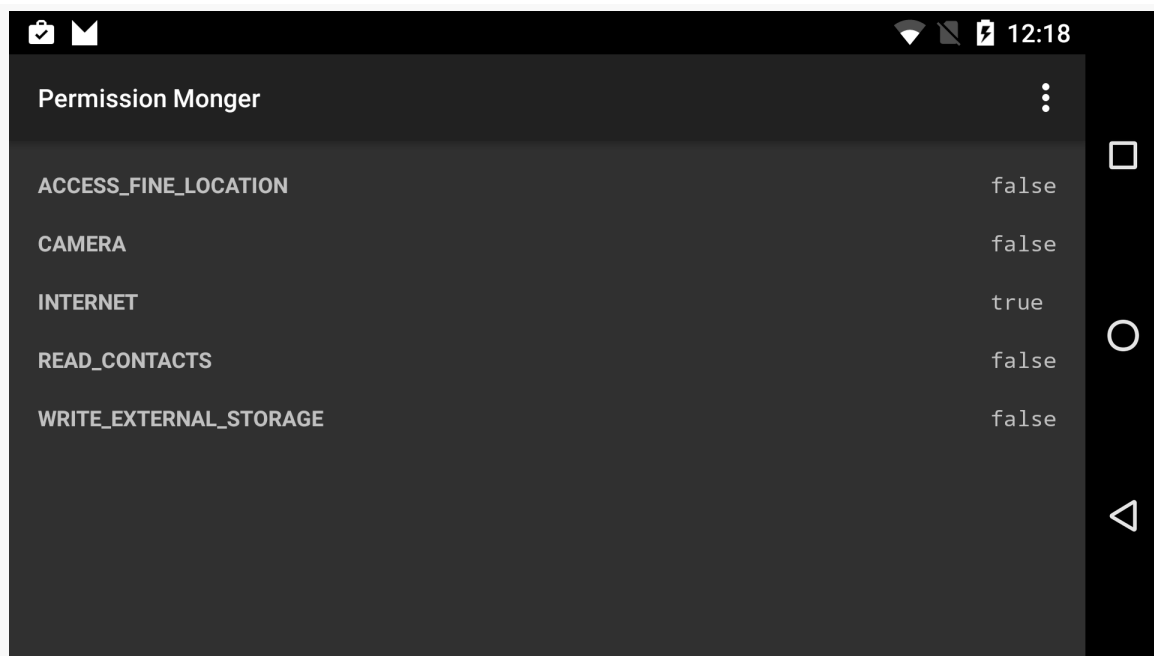 12:18
Permission Monger
ACCESS_FINE_LOCATION false
CAMERA false
INTERNET true
READ_CONTACTS false
WRITE_EXTERNAL_STORAGE false